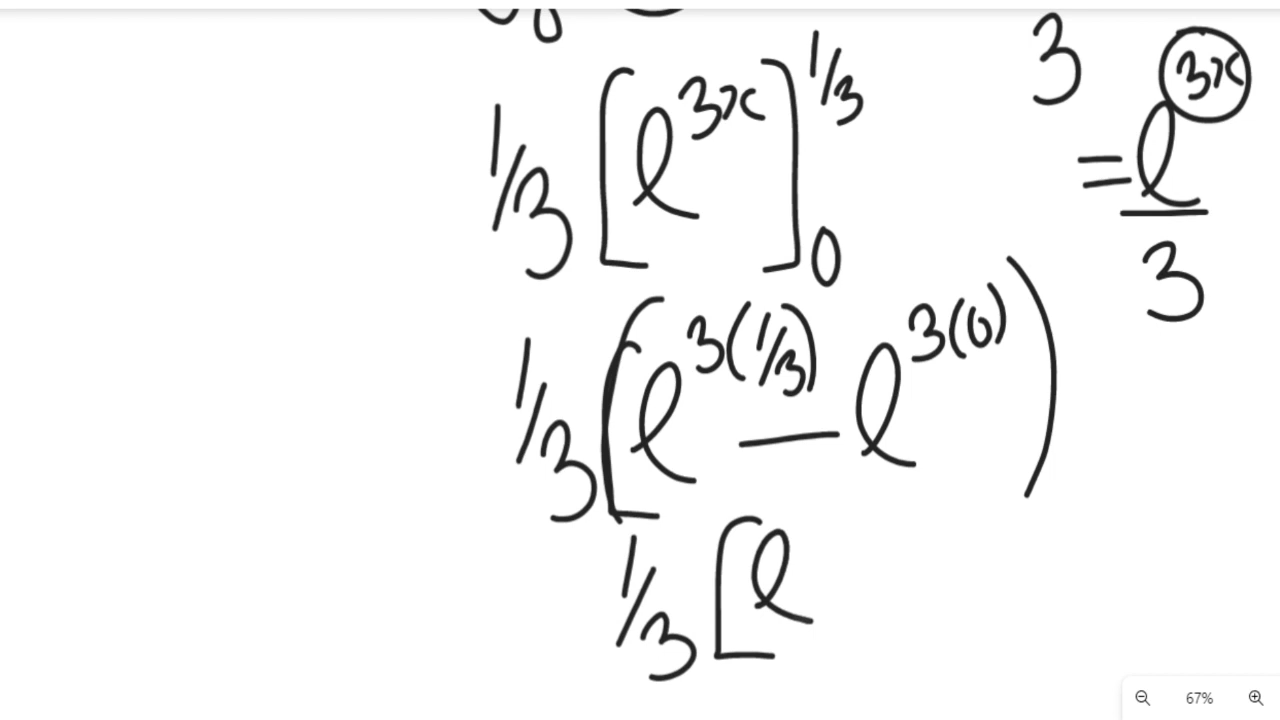 1/3 [e^{3x}]_0^{1/3}
3
= e^{3x}/3
1/3 (e^{3(1/3)} — e^{3(0)})
1/3 [e
67%